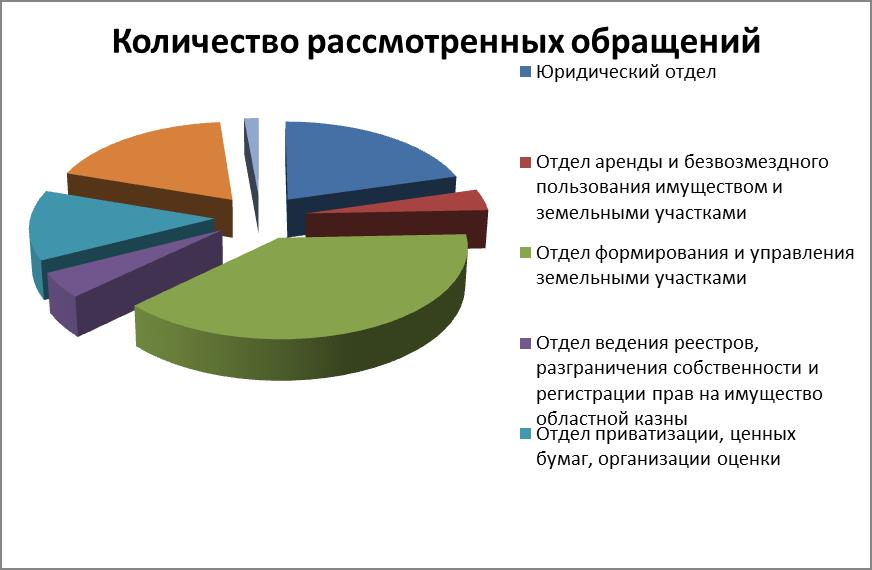 Количество рассмотренных обращений
Юридический отдел
Отдел аренды и безвозмездного
пользования имуществом и
земельными участками
Отдел формирования и управления
земельными участками
Отдел ведения реестров,
разграничения собственности и
регистрации прав на имущество
областной казны
Отдел приватизации, ценных
бумаг, организации оценки